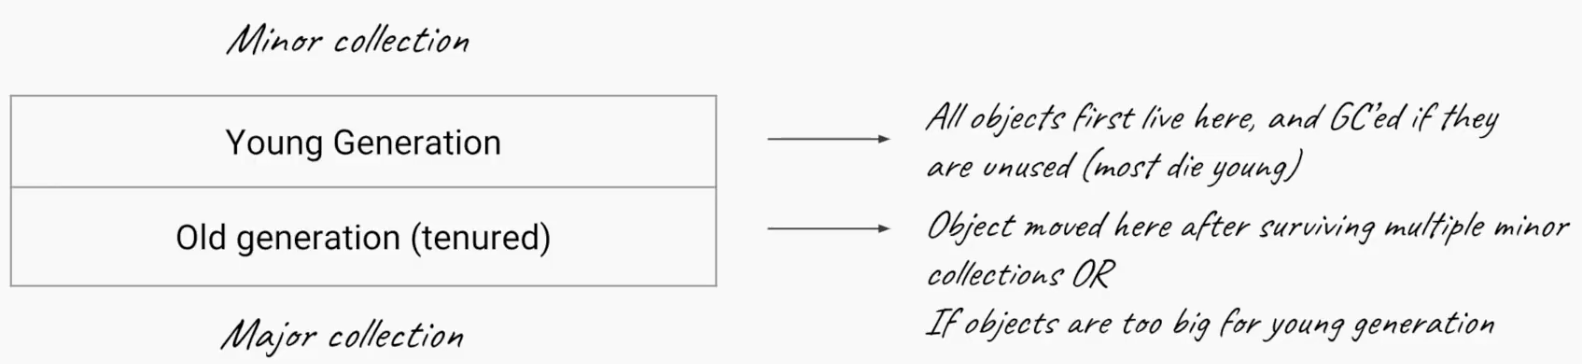 Minor collection
Young Generation
All objects first live here, and GC'ed if they
are unused (most die young)
Old generation (tenured)
Object moved here after surviving multiple minor
collections OR
If objects are too big for young generation
Major collection